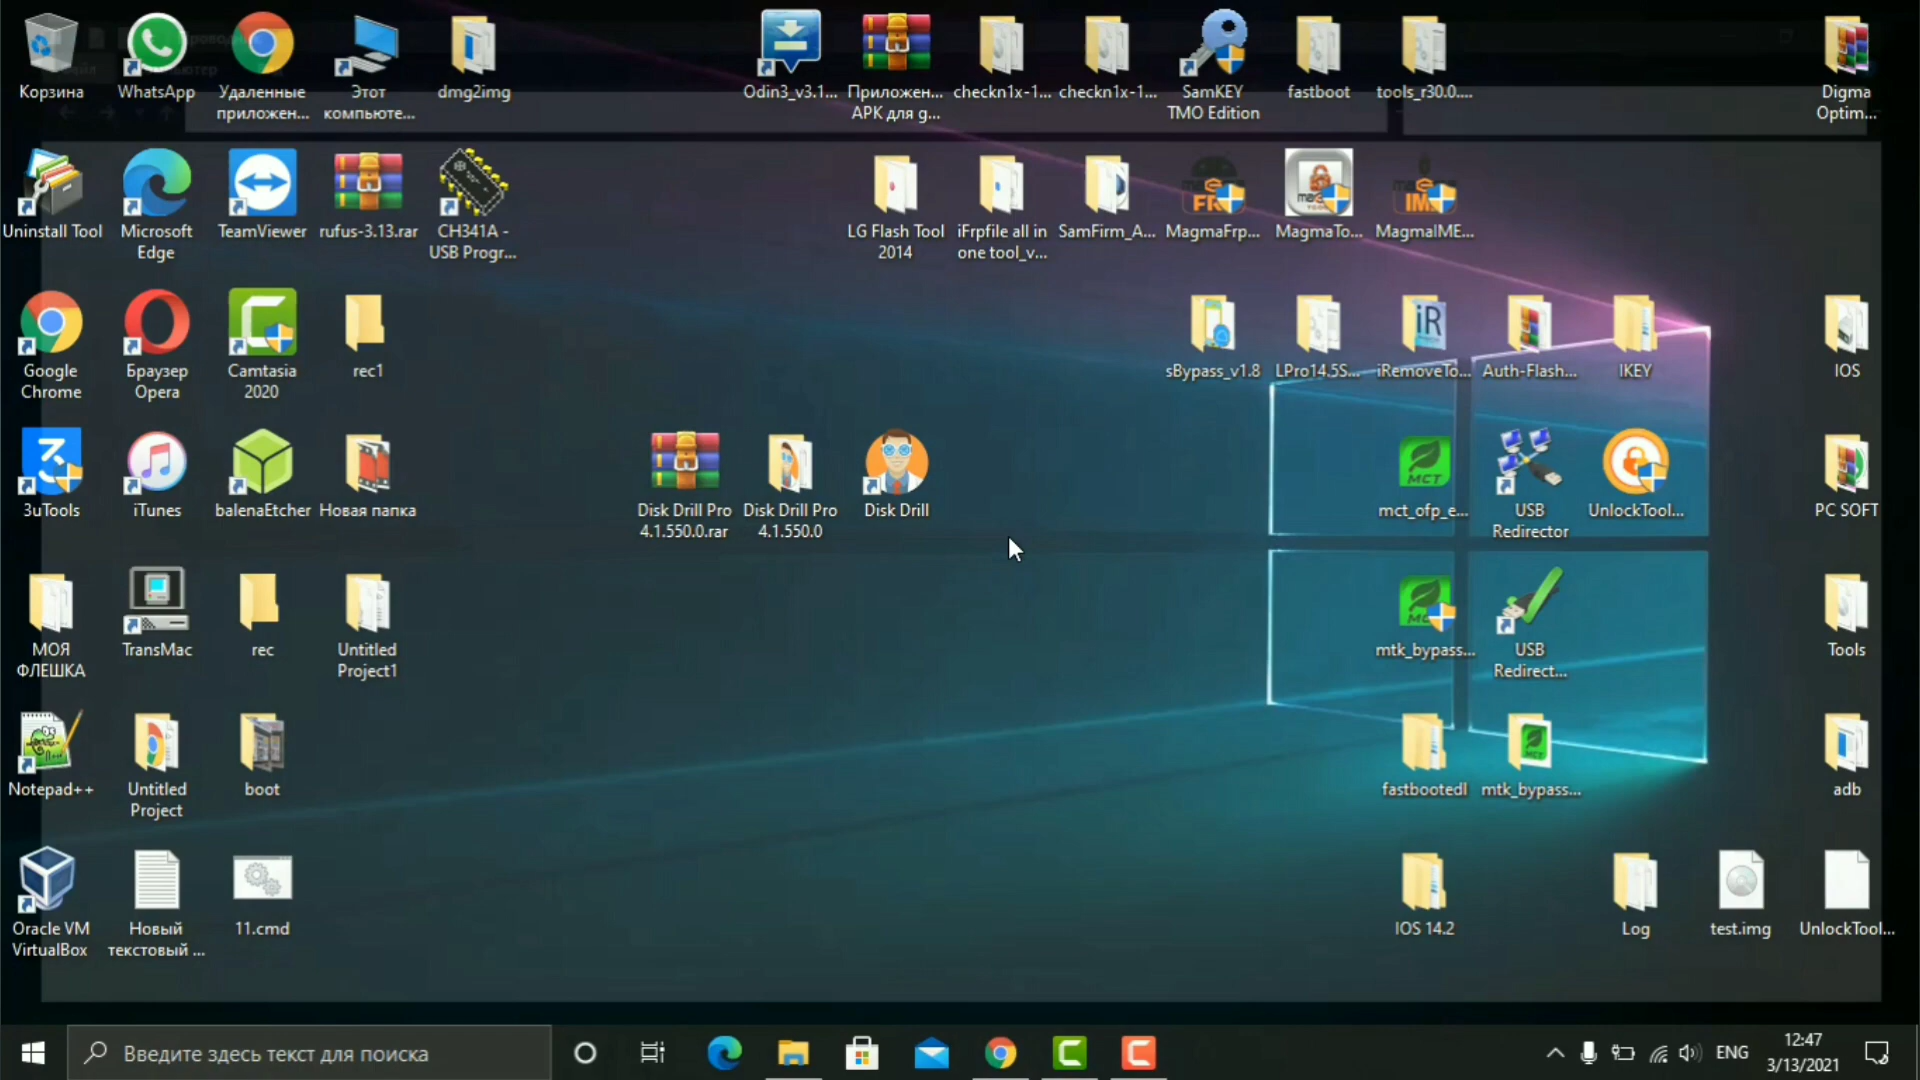 Корзина
WhatsApp
Удаленные
приложен...
Этот
компьюте...
dmg2img
Odin3_v3.1...
Приложен...
APK для g...
checkn1x-1...
checkn1x-1...
SamKEY
TMO Edition
fastboot
tools_r30.0....
Digma
Optim...
Uninstall Tool
Microsoft
Edge
TeamViewer
rufus-3.13.rar
CH341A -
USB Progr...
LG Flash Tool
2014
iFrpfile all in
one tool_v...
SamFirm_A...
MagmaFrp...
MagmaTo...
MagmaIME...
Google
Chrome
Браузер
Opera
Camtasia
2020
rec1
sBypass_v1.8
LPro14.5S...
iRemoveTo...
Auth-Flash...
IKEY
IOS
3uTools
iTunes
balenaEtcher
Новая папка
Disk Drill Pro
4.1.550.0.rar
Disk Drill Pro
4.1.550.0
Disk Drill
mct_ofp_e...
USB
Redirector
UnlockTool...
PC SOFT
МОЯ
ФЛЕШКА
TransMac
rec
Untitled
Project1
mtk_bypass...
USB
Redirect...
Tools
Notepad++
Untitled
Project
boot
fastbootedl
mtk_bypass...
adb
Oracle VM
VirtualBox
Новый
текстовый ...
11.cmd
IOS 14.2
Log
test.img
UnlockTool...
Введите здесь текст для поиска
ENG
12:47
3/13/2021